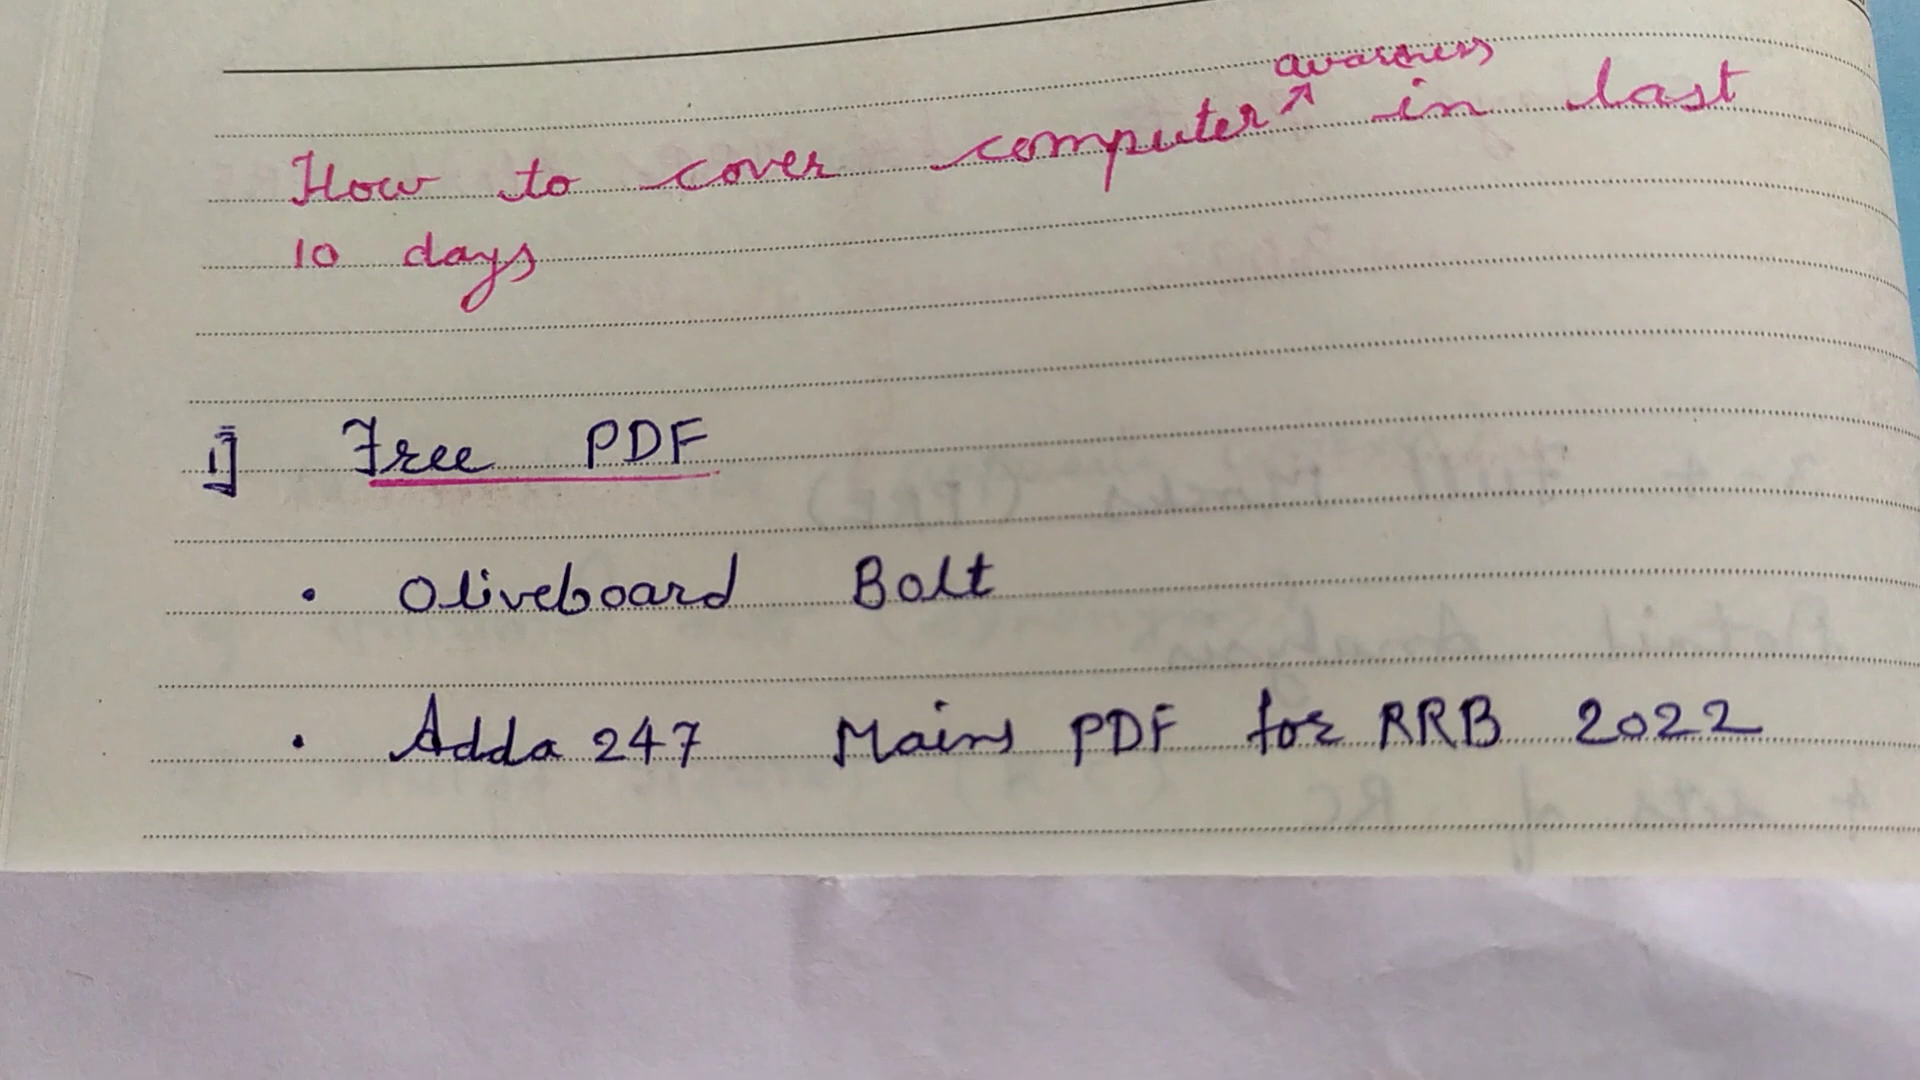 How to cover computer awareness in last
10 days
1] Free PDF
• Oliveboard Bolt
• Adda 247 Mains PDF for RRB 2022